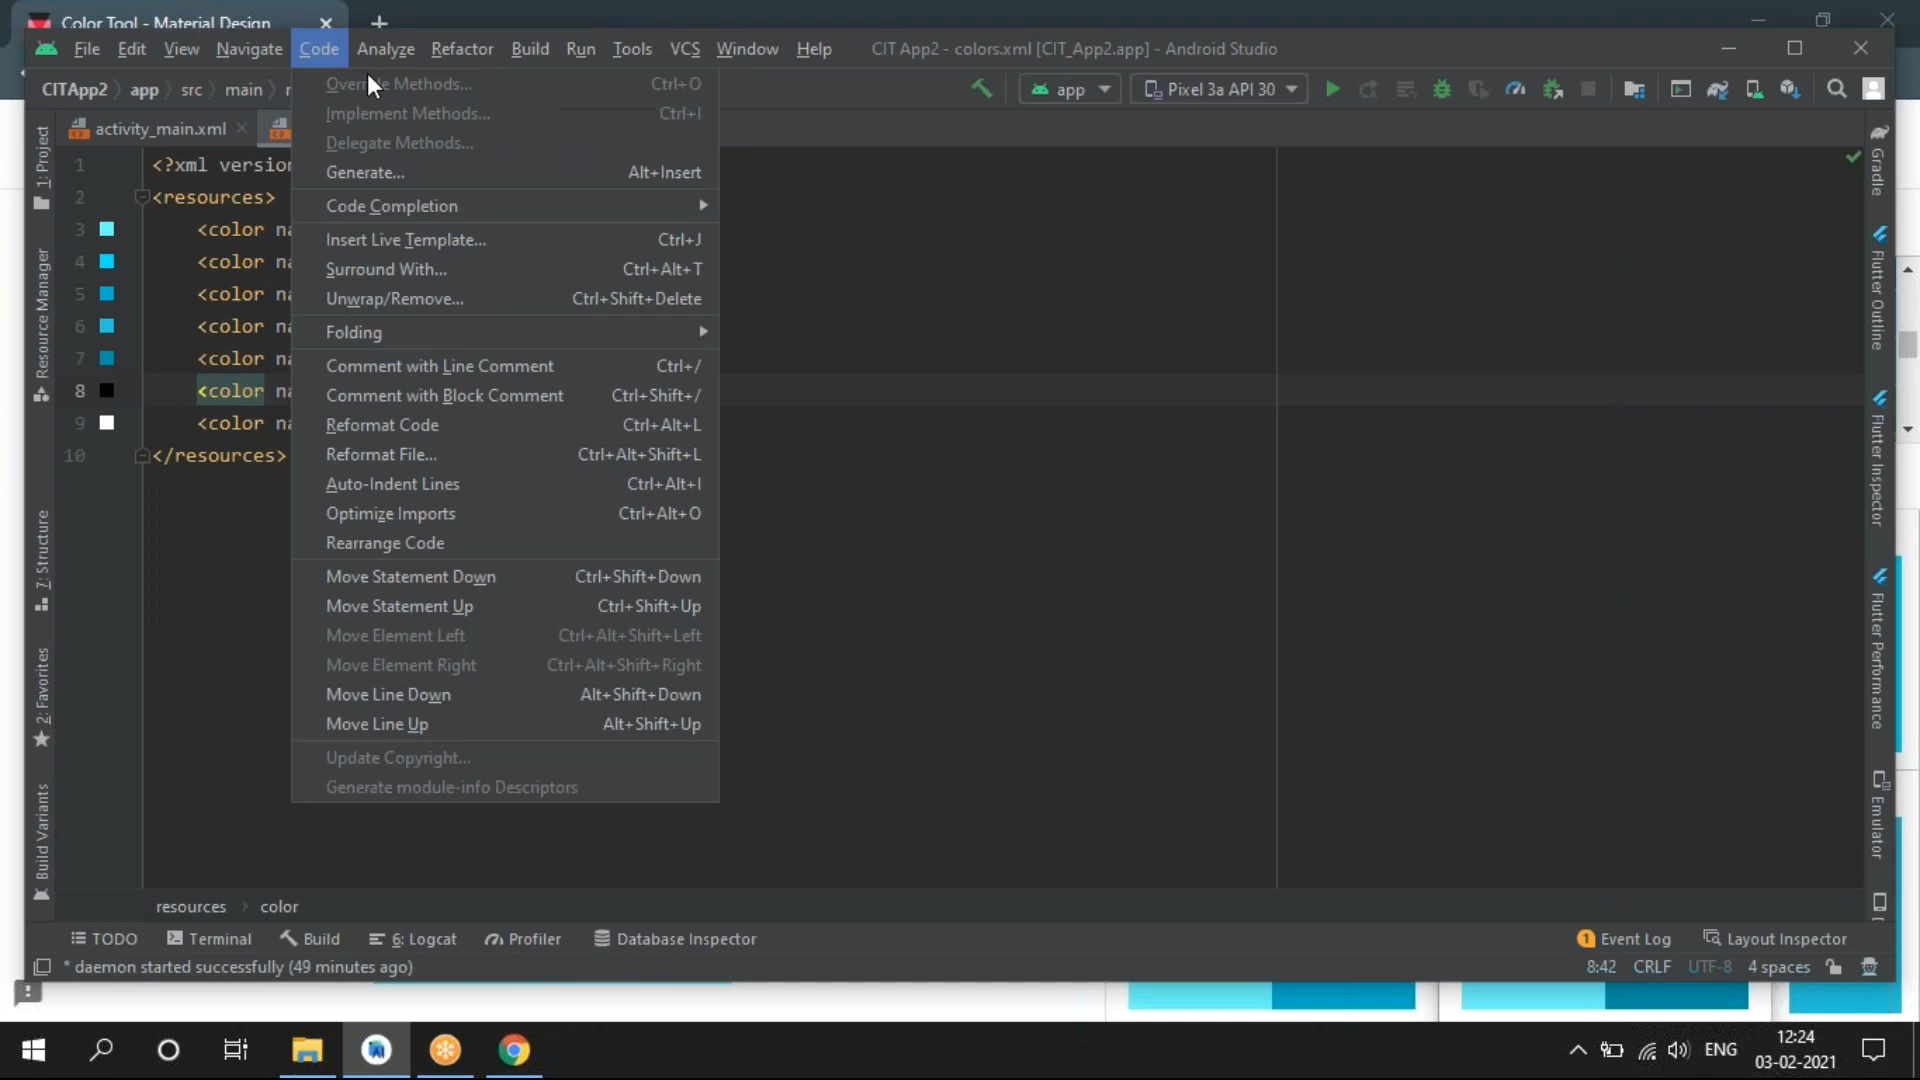 Color Tool - Material Design
File Edit View Navigate Code Analyze Refactor Build Run Tools VCS Window Help CIT App2 - colors.xml [CIT_App2.app] - Android Studio
CITApp2 app src main app Pixel 3a API 30
activity_main.xml
Override Methods... Ctrl+O
Implement Methods... Ctrl+I
Delegate Methods...
Generate... Alt+Insert
Code Completion
Insert Live Template... Ctrl+J
Surround With... Ctrl+Alt+T
Unwrap/Remove... Ctrl+Shift+Delete
Folding
Comment with Line Comment Ctrl+/
Comment with Block Comment Ctrl+Shift+/
Reformat Code Ctrl+Alt+L
Reformat File... Ctrl+Alt+Shift+L
Auto-Indent Lines Ctrl+Alt+I
Optimize Imports Ctrl+Alt+O
Rearrange Code
Move Statement Down Ctrl+Shift+Down
Move Statement Up Ctrl+Shift+Up
Move Element Left Ctrl+Alt+Shift+Left
Move Element Right Ctrl+Alt+Shift+Right
Move Line Down Alt+Shift+Down
Move Line Up Alt+Shift+Up
Update Copyright...
Generate module-info Descriptors
1 <?xml version
2 <resources>
3 <color na
4 <color na
5 <color na
6 <color na
7 <color na
8 <color na
9 <color na
10 </resources>
1: Project
Resource Manager
7: Structure
2: Favorites
Build Variants
Gradle
Flutter Outline
Flutter Inspector
Flutter Performance
Emulator
resources color
TODO Terminal Build 6: Logcat Profiler Database Inspector 1 Event Log Layout Inspector
* daemon started successfully (49 minutes ago) 8:42 CRLF UTF-8 4 spaces
ENG 12:24
03-02-2021